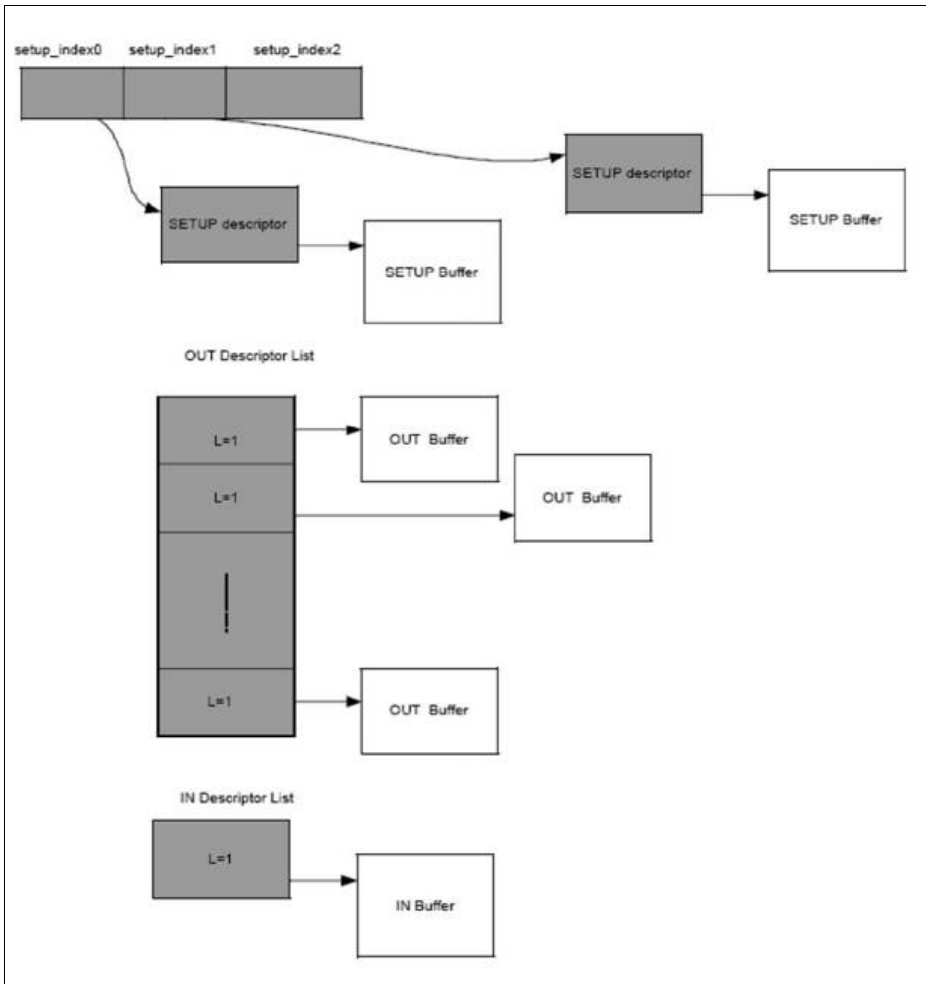 setup_index0 setup_index1 setup_index2
SETUP descriptor
SETUP Buffer
SETUP descriptor
SETUP Buffer
OUT Descriptor List
L=1
OUT Buffer
L=1
OUT Buffer
L=1
OUT Buffer
IN Descriptor List
L=1
IN Buffer